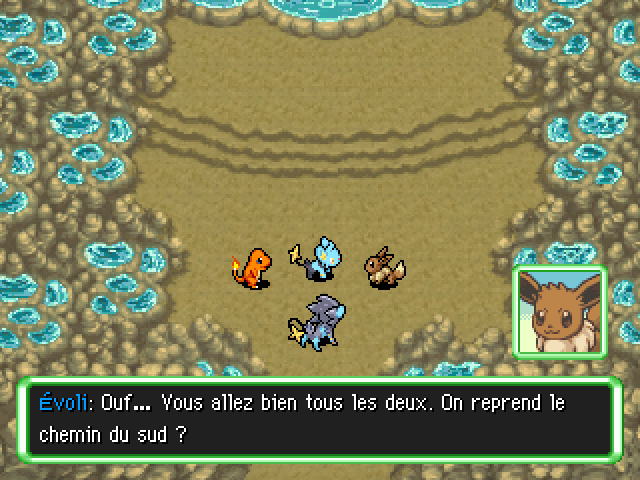 Évoli: Ouf... Vous allez bien tous les deux. On reprend le
chemin du sud ?